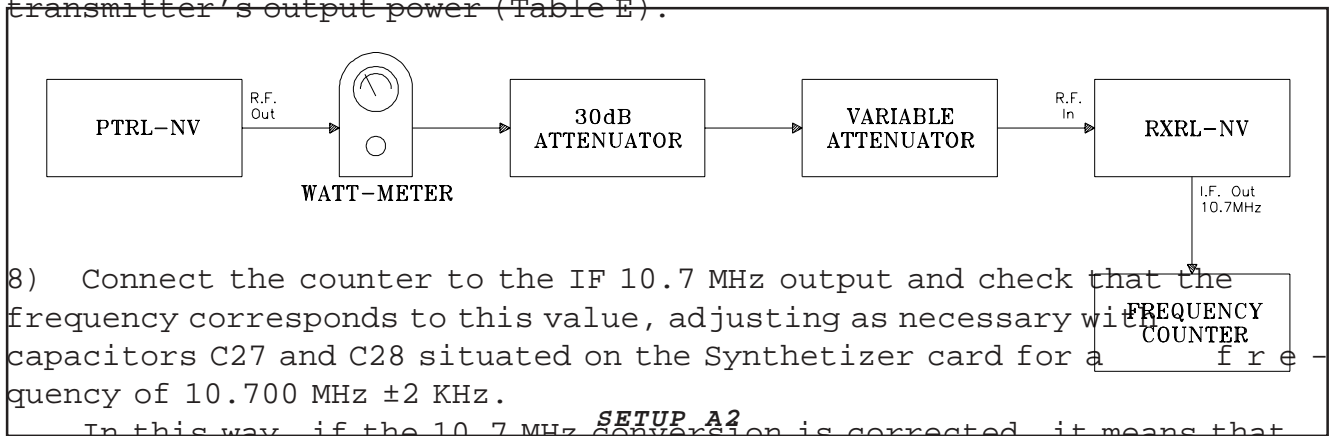 transmitter's output power (Table E).
R.F.
Out
R.F.
In
PTRL-NV
30dB
ATTENUATOR
VARIABLE
ATTENUATOR
RXRL-NV
WATT-METER
I.F. Out
10.7MHz
8) Connect the counter to the IF 10.7 MHz output and check that the
frequency corresponds to this value, adjusting as necessary with
capacitors C27 and C28 situated on the Synthetizer card for a f r e -
quency of 10.700 MHz ±2 KHz.
FREQUENCY
COUNTER
SETUP A2
In this way, if the 10.7 MHz conversion is corrected, it means that